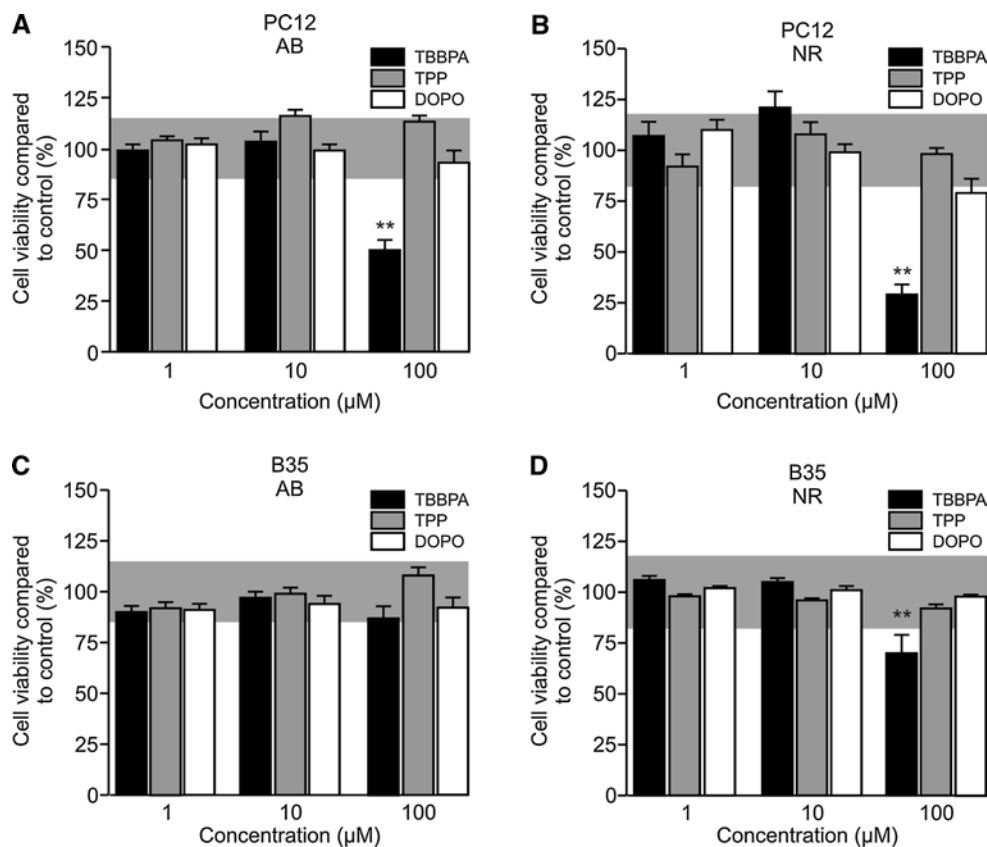 A
PC12
AB
TBBPA
TPP
DOPO
Cell viability compared
to control (%)
150
125
100
75
50
25
0
**
1 10 100
Concentration (µM)
B
PC12
NR
TBBPA
TPP
DOPO
Cell viability compared
to control (%)
150
125
100
75
50
25
0
**
1 10 100
Concentration (µM)
C
B35
AB
TBBPA
TPP
DOPO
Cell viability compared
to control (%)
150
125
100
75
50
25
0
1 10 100
Concentration (µM)
D
B35
NR
TBBPA
TPP
DOPO
Cell viability compared
to control (%)
150
125
100
75
50
25
0
**
1 10 100
Concentration (µM)